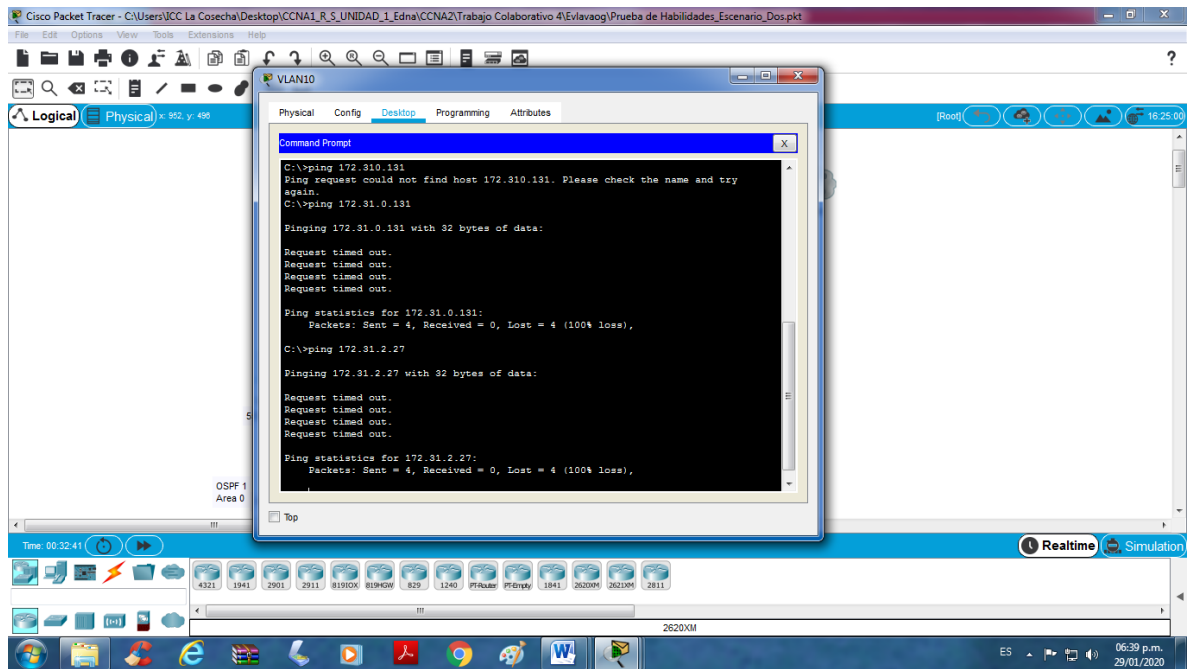 Cisco Packet Tracer - C:\Users\ICC La Cosecha\Desktop\CCNA1_R_S_UNIDAD_1_Edna\CCNA2\Trabajo Colaborativo 4\Evlavaog\Prueba de Habilidades_Escenario_Dos.pkt
File Edit Options View Tools Extensions Help
?
VLAN10
Logical Physical x: 952, y: 498
[Root] 16:25:00
Physical Config Desktop Programming Attributes
Command Prompt X
C:\>ping 172.310.131
Ping request could not find host 172.310.131. Please check the name and try
again.
C:\>ping 172.31.0.131
Pinging 172.31.0.131 with 32 bytes of data:
Request timed out.
Request timed out.
Request timed out.
Request timed out.
Ping statistics for 172.31.0.131:
Packets: Sent = 4, Received = 0, Lost = 4 (100% loss),
C:\>ping 172.31.2.27
Pinging 172.31.2.27 with 32 bytes of data:
Request timed out.
Request timed out.
Request timed out.
Request timed out.
Ping statistics for 172.31.2.27:
Packets: Sent = 4, Received = 0, Lost = 4 (100% loss),
5
OSPF 1
Area 0
Top
Time: 00:32:41
Realtime Simulation
4321 1941 2901 2911 819IOX 819HGW 829 1240 PT-Router PT-Empty 1841 2620XM 2621XM 2811
2620XM
ES 06:39 p.m.
29/01/2020